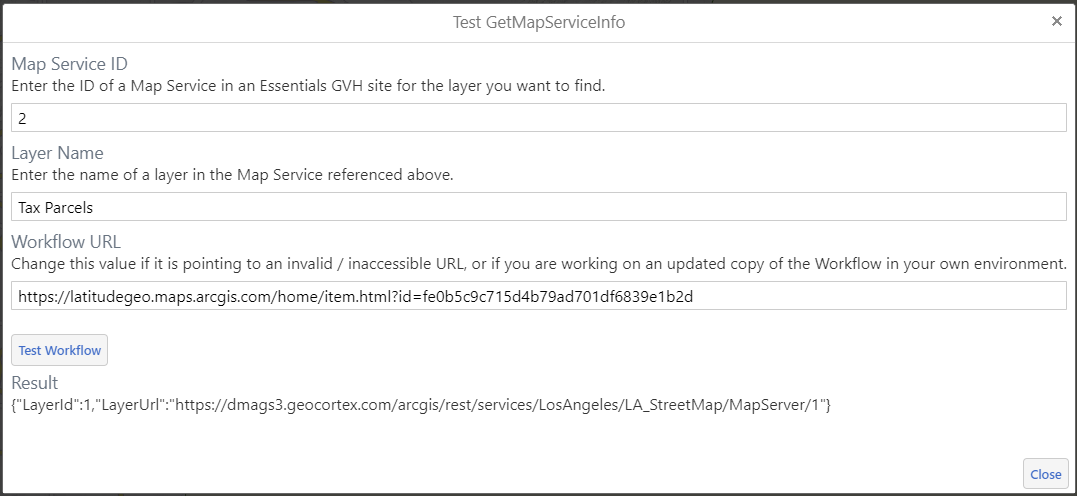 Test GetMapServiceInfo
×
Map Service ID
Enter the ID of a Map Service in an Essentials GVH site for the layer you want to find.
2
Layer Name
Enter the name of a layer in the Map Service referenced above.
Tax Parcels
Workflow URL
Change this value if it is pointing to an invalid / inaccessible URL, or if you are working on an updated copy of the Workflow in your own environment.
https://latitudegeo.maps.arcgis.com/home/item.html?id=fe0b5c9c715d4b79ad701df6839e1b2d
Test Workflow
Result
{"LayerId":1,"LayerUrl":"https://dmags3.geocortex.com/arcgis/rest/services/LosAngeles/LA_StreetMap/MapServer/1"}
Close